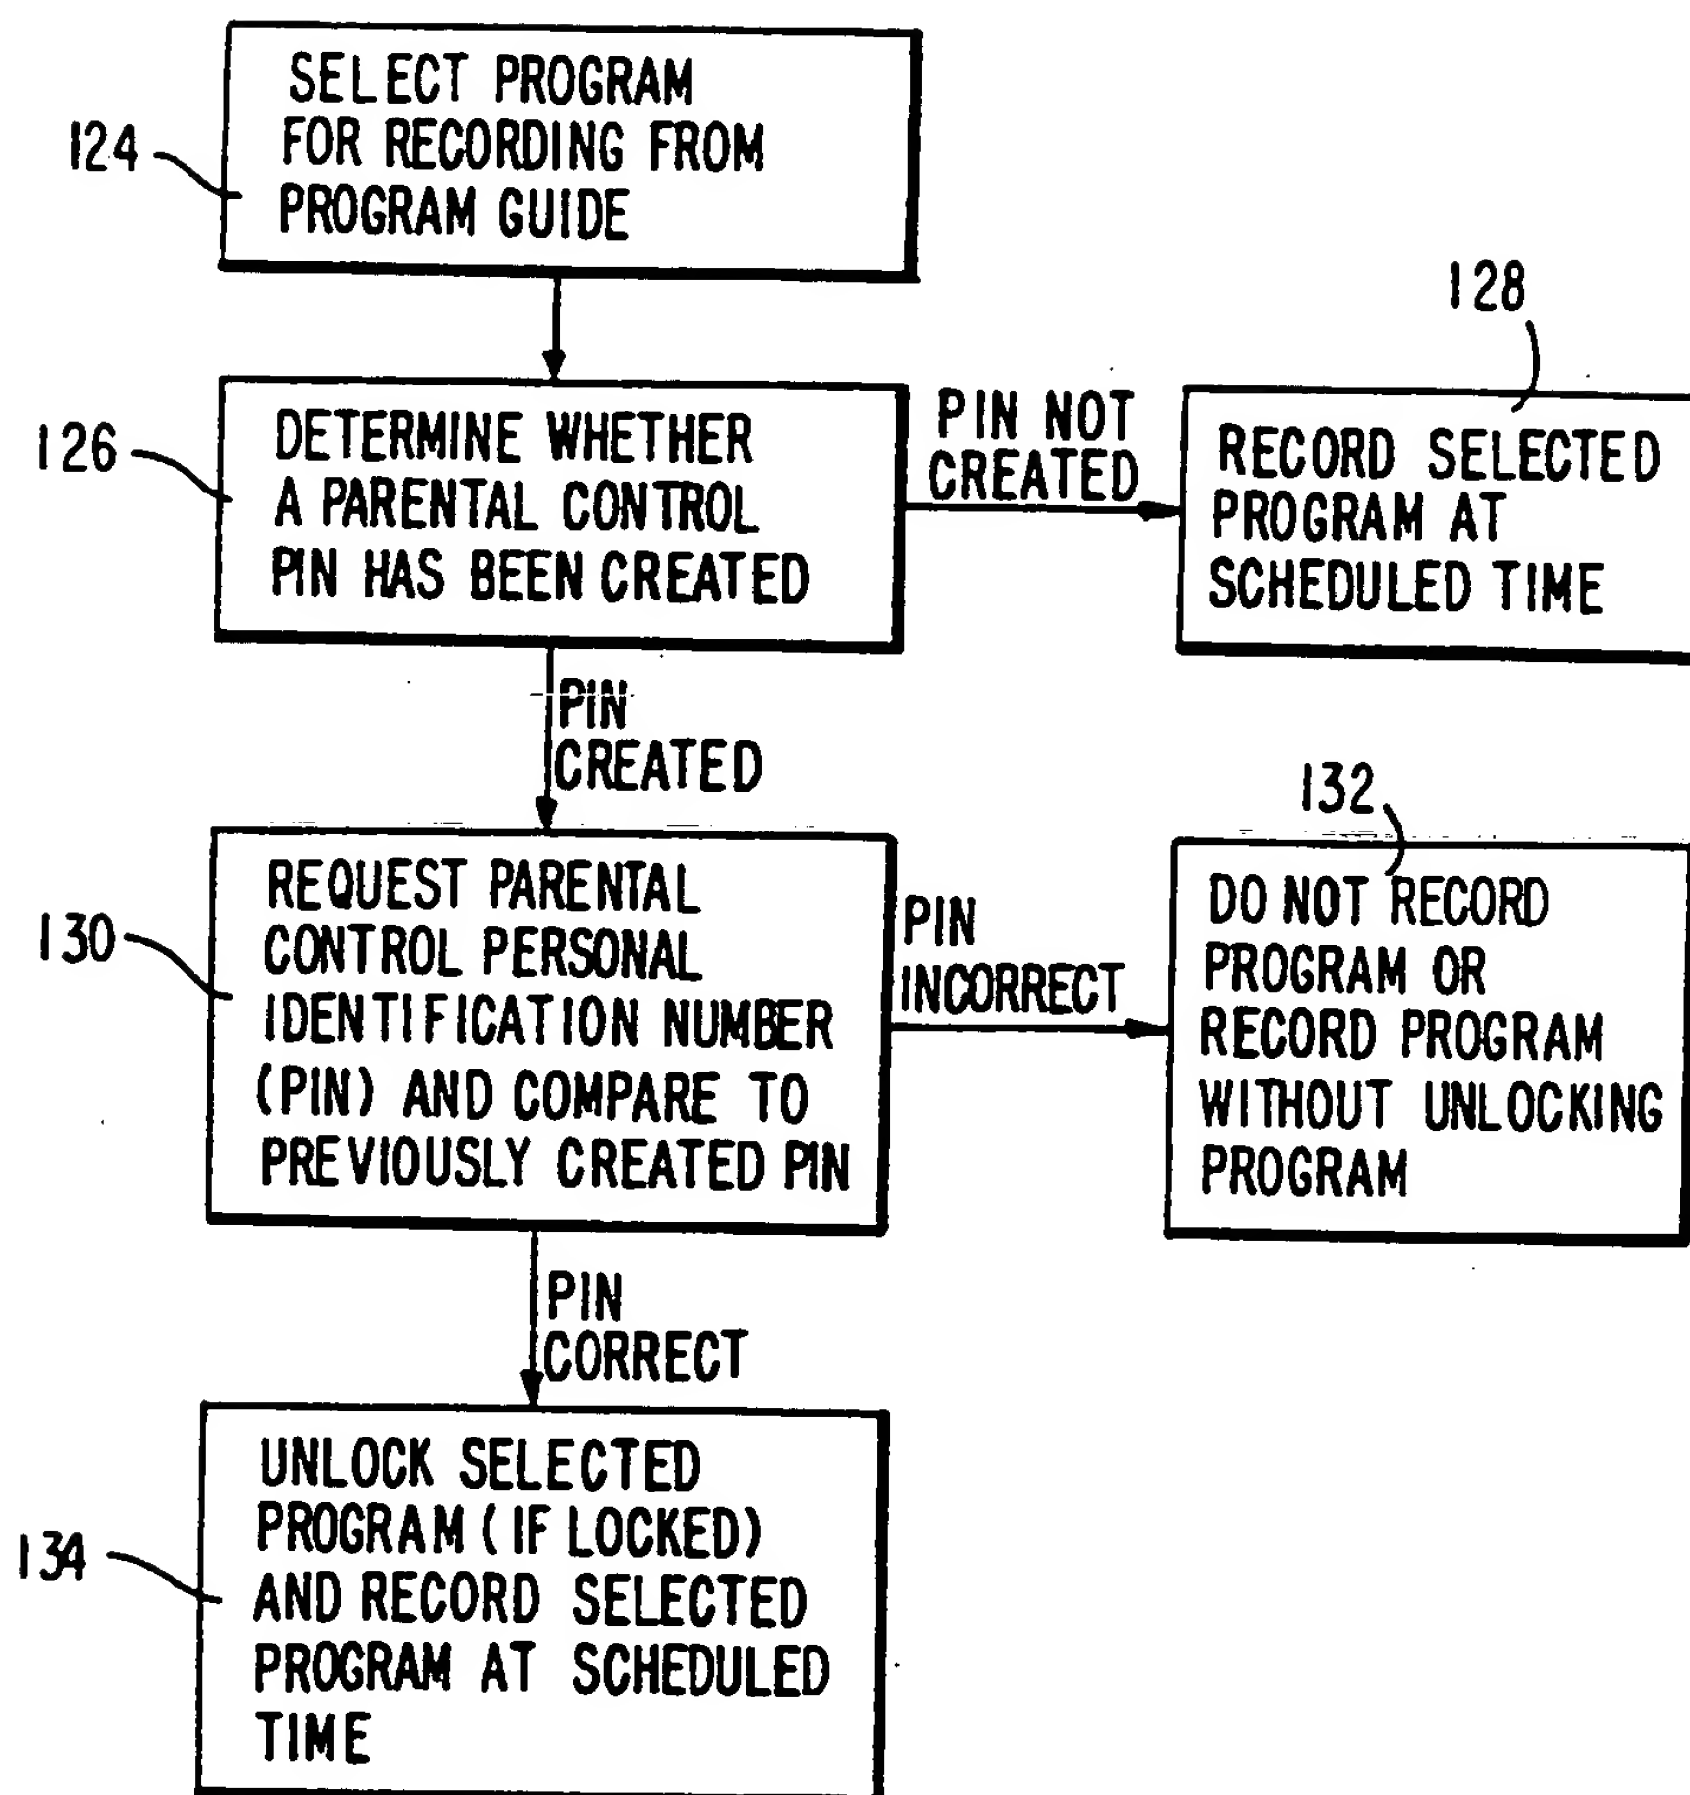 SELECT PROGRAM
FOR RECORDING FROM
PROGRAM GUIDE
124
128
126
DETERMINE WHETHER
A PARENTAL CONTROL
PIN HAS BEEN CREATED
PIN NOT
CREATED
RECORD SELECTED
PROGRAM AT
SCHEDULED TIME
PIN
CREATED
132
130
REQUEST PARENTAL
CONTROL PERSONAL
IDENTIFICATION NUMBER
(PIN) AND COMPARE TO
PREVIOUSLY CREATED PIN
PIN
INCORRECT
DO NOT RECORD
PROGRAM OR
RECORD PROGRAM
WITHOUT UNLOCKING
PROGRAM
PIN
CORRECT
134
UNLOCK SELECTED
PROGRAM (IF LOCKED)
AND RECORD SELECTED
PROGRAM AT SCHEDULED
TIME